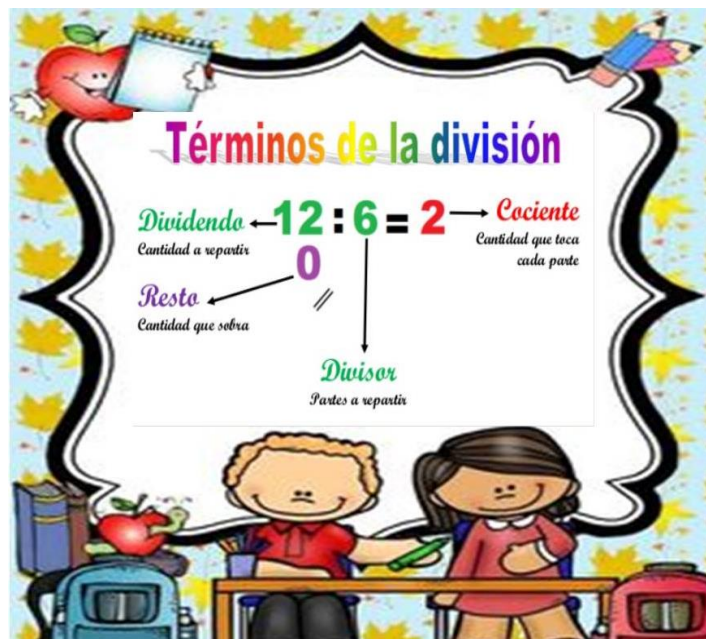 Términos de la división
Dividendo 12 : 6 = 2 Cociente
Cantidad a repartir
Cantidad que toca
cada parte
0
Resto
Cantidad que sobra
//
Divisor
Partes a repartir